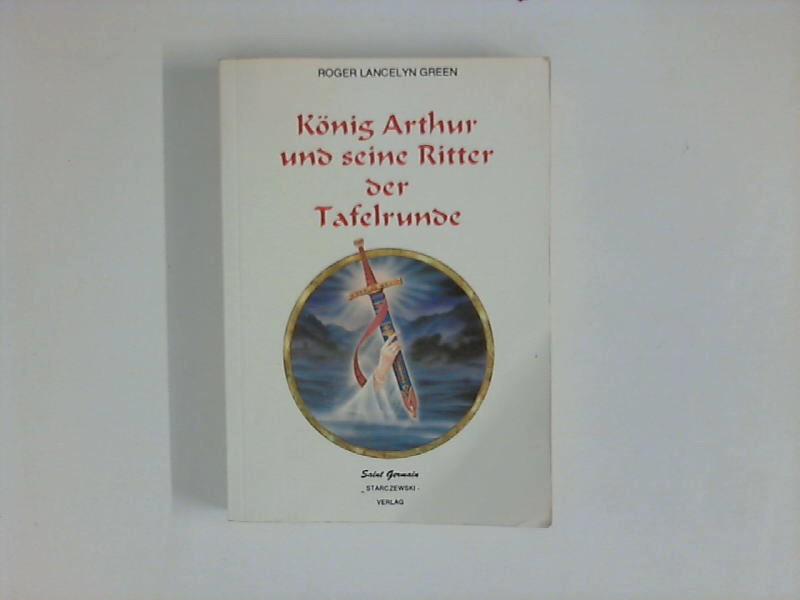 ROGER LANCELYN GREEN
König Arthur
und seine Ritter
der
Tafelrunde
Saint Germain
- STARCZEWSKI -
VERLAG